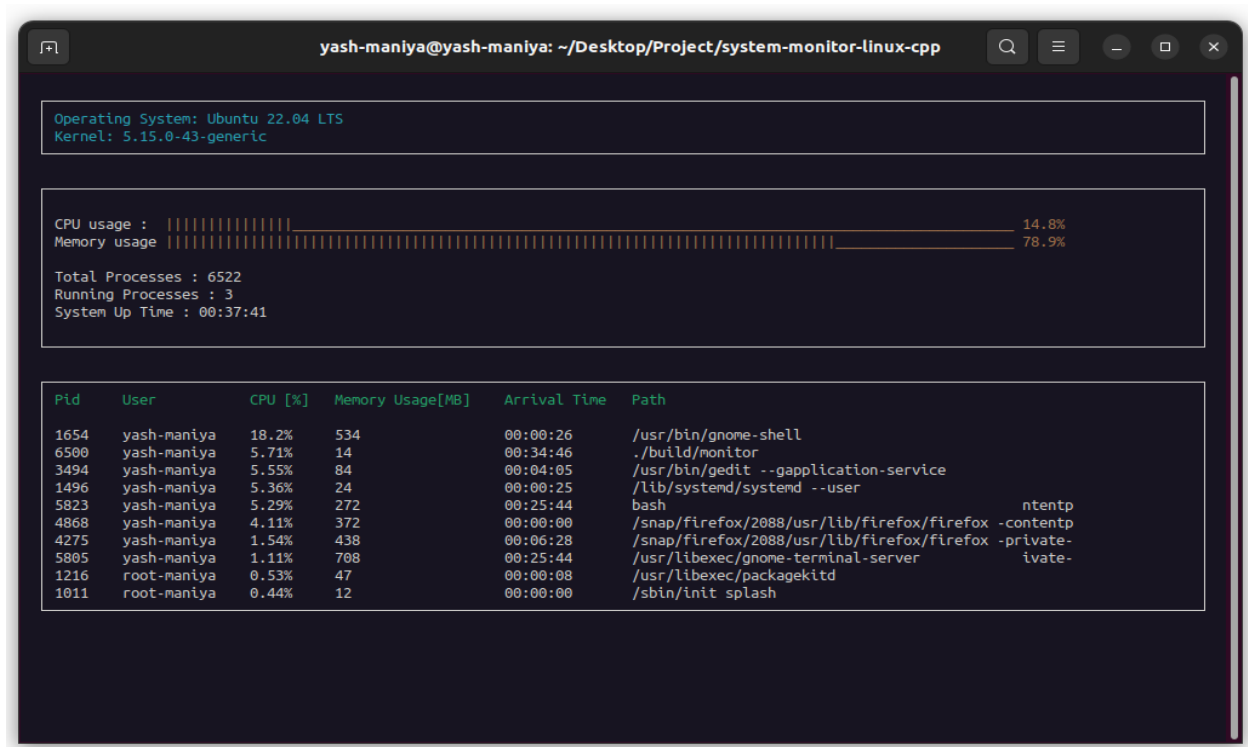 yash-maniya@yash-maniya: ~/Desktop/Project/system-monitor-linux-cpp
Operating System: Ubuntu 22.04 LTS
Kernel: 5.15.0-43-generic
CPU usage :  |||||||||||||||______________________________________________________________________________________ 14.8%
Memory usage |||||||||||||||||||||||||||||||||||||||||||||||||||||||||||||||||||||||||||||||_____________________ 78.9%
Total Processes : 6522
Running Processes : 3
System Up Time : 00:37:41
Pid     User           CPU [%]   Memory Usage[MB]    Arrival Time   Path
1654    yash-maniya    18.2%     534                 00:00:26       /usr/bin/gnome-shell
6500    yash-maniya    5.71%     14                  00:34:46       ./build/monitor
3494    yash-maniya    5.55%     84                  00:04:05       /usr/bin/gedit --gapplication-service
1496    yash-maniya    5.36%     24                  00:00:25       /lib/systemd/systemd --user
5823    yash-maniya    5.29%     272                 00:25:44       bash                                          ntentp
4868    yash-maniya    4.11%     372                 00:00:00       /snap/firefox/2088/usr/lib/firefox/firefox -contentp
4275    yash-maniya    1.54%     438                 00:06:28       /snap/firefox/2088/usr/lib/firefox/firefox -private-
5805    yash-maniya    1.11%     708                 00:25:44       /usr/libexec/gnome-terminal-server            ivate-
1216    root-maniya    0.53%     47                  00:00:08       /usr/libexec/packagekitd
1011    root-maniya    0.44%     12                  00:00:00       /sbin/init splash